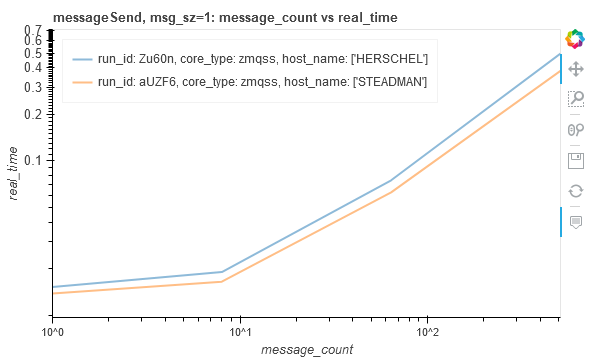 messageSend, msg_sz=1: message_count vs real_time
0.7
0.6
0.5
0.4
0.3
0.2
0.1
real_time
run_id: Zu60n, core_type: zmqss, host_name: ['HERSCHEL']
run_id: aUZF6, core_type: zmqss, host_name: ['STEADMAN']
10^0
10^1
10^2
message_count